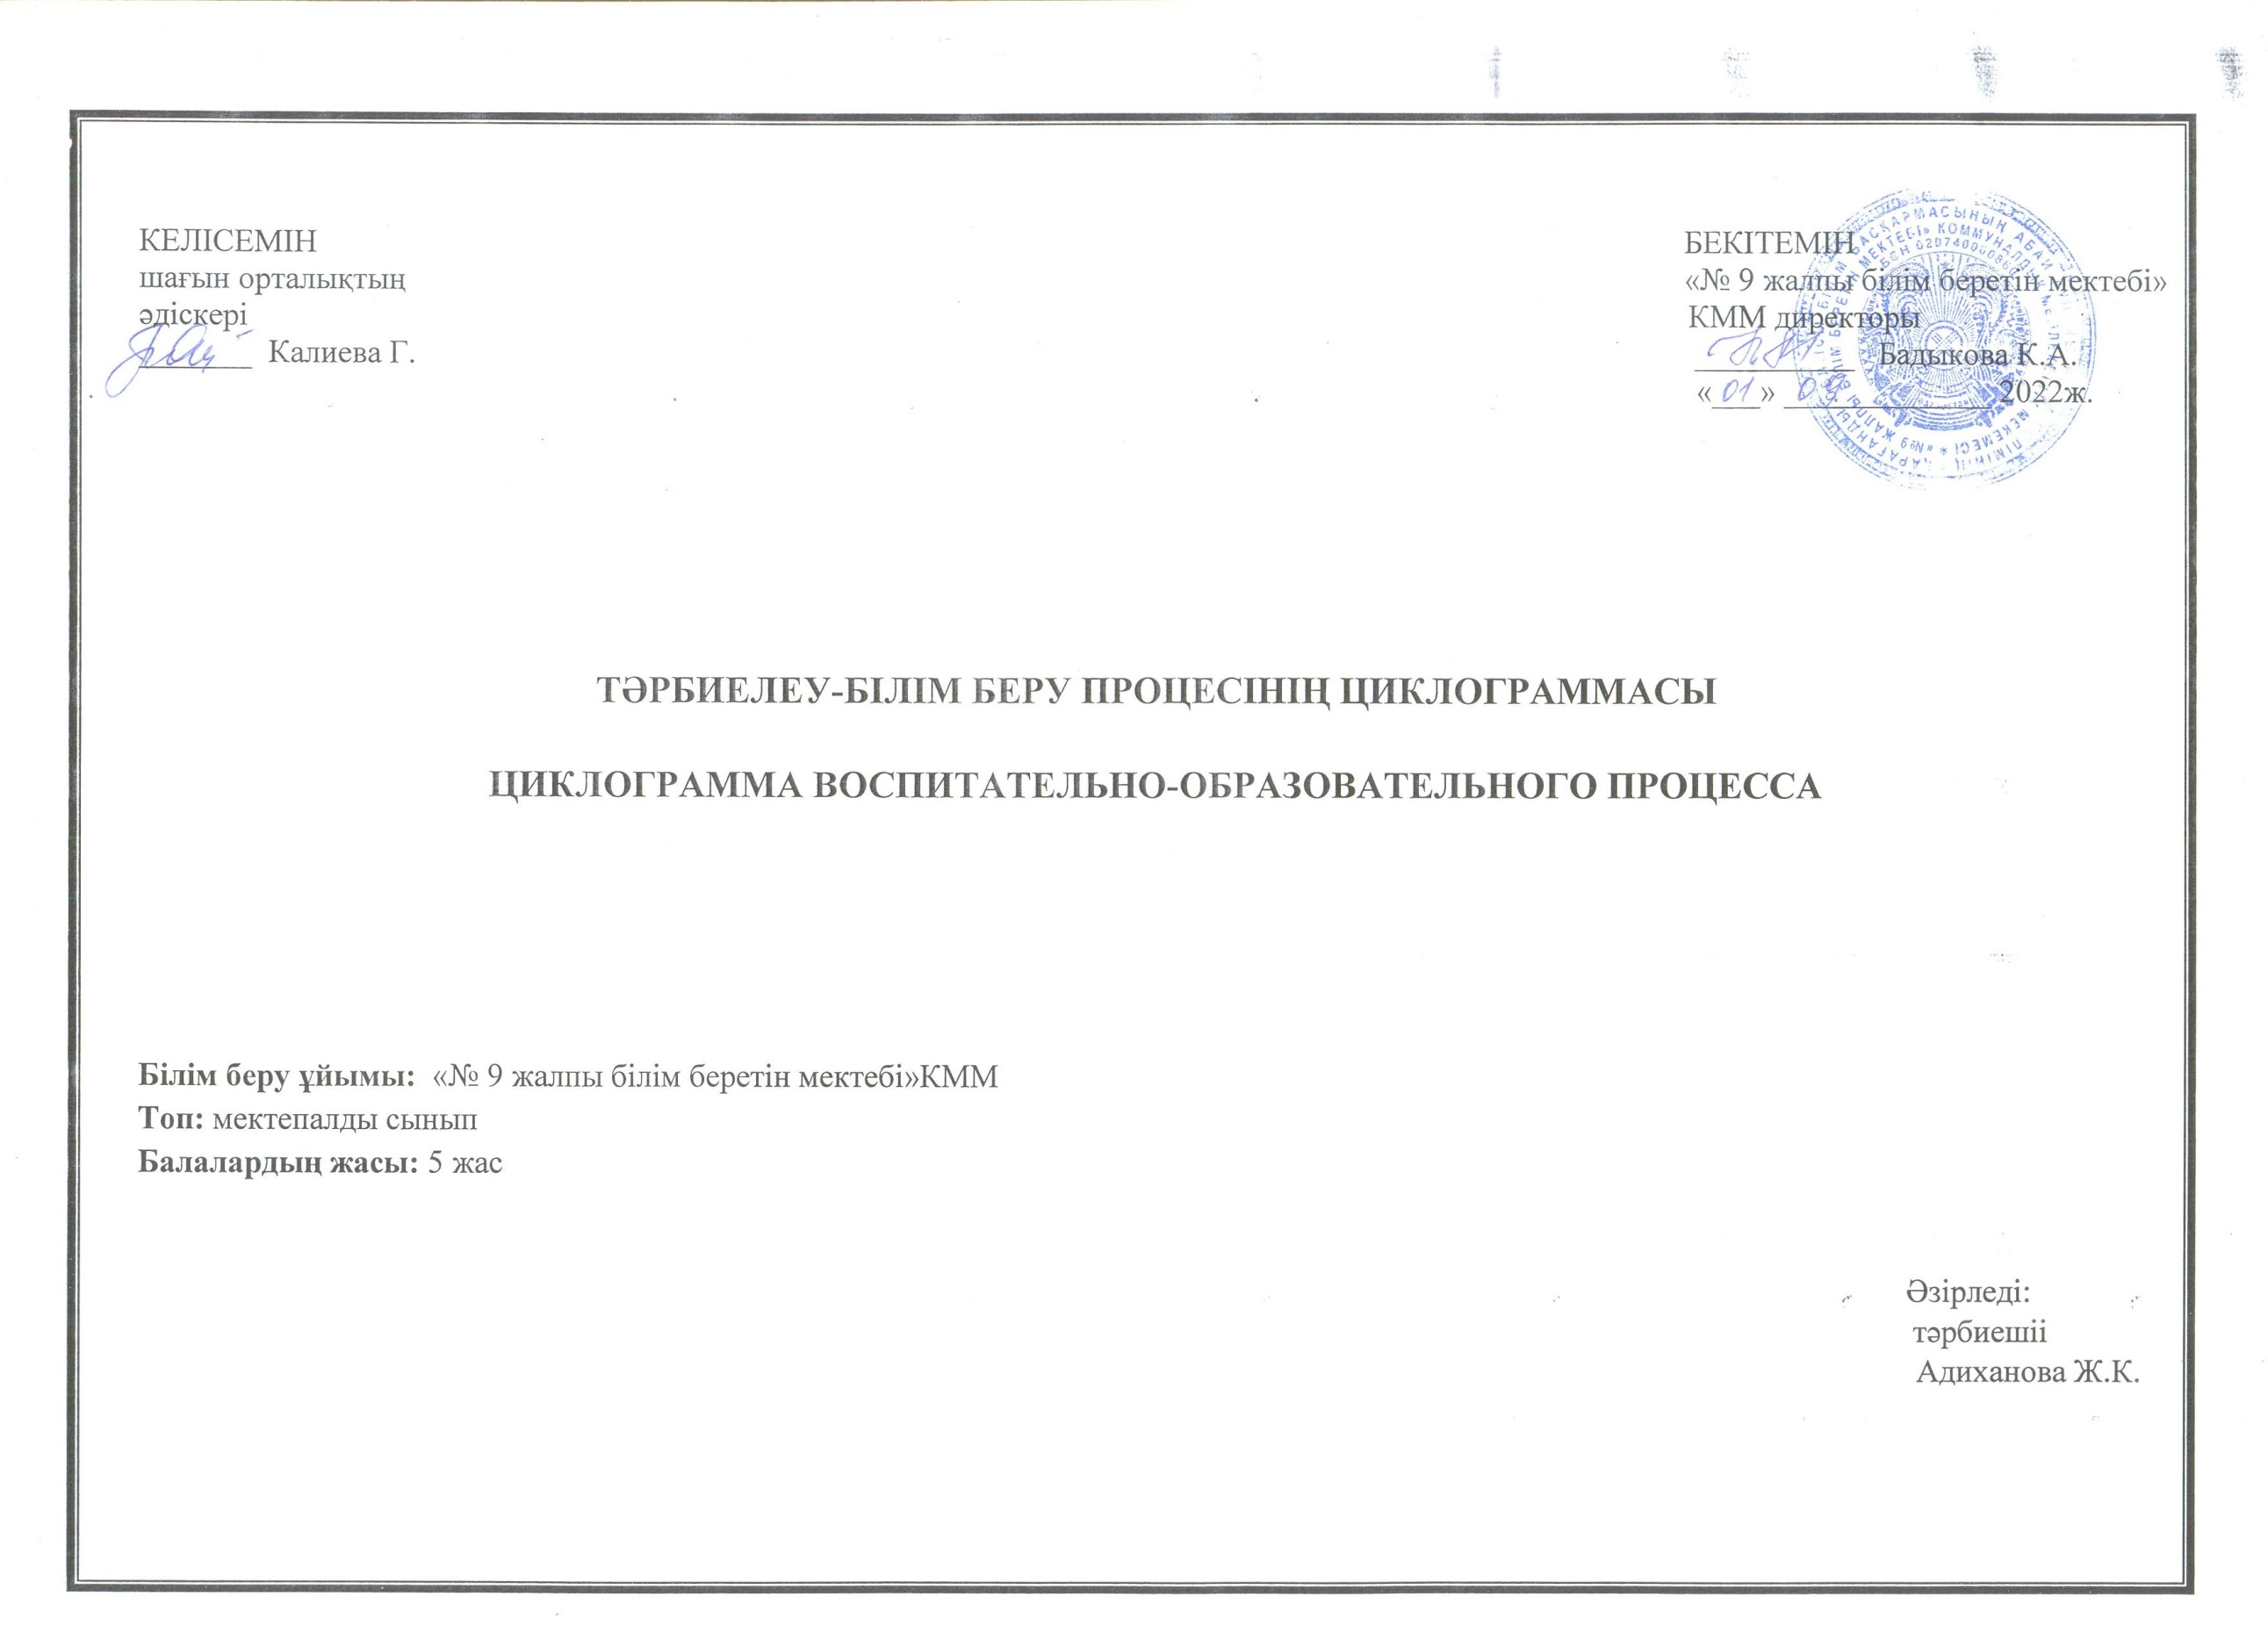 КЕЛІСЕМІН
шағын орталықтың
әдіскері
Калиева Г.
БЕКІТЕМІН
«№ 9 жалпы білім беретін мектебі»
КММ директоры
Бадыкова К.А.
«01» 09 2022ж.
ТӘРБИЕЛЕУ-БІЛІМ БЕРУ ПРОЦЕСІНІҢ ЦИКЛОГРАММАСЫ
ЦИКЛОГРАММА ВОСПИТАТЕЛЬНО-ОБРАЗОВАТЕЛЬНОГО ПРОЦЕССА
Білім беру ұйымы: «№ 9 жалпы білім беретін мектебі»КММ
Топ: мектепалды сынып
Балалардың жасы: 5 жас
Әзірледі:
тәрбиешіі
Адиханова Ж.К.